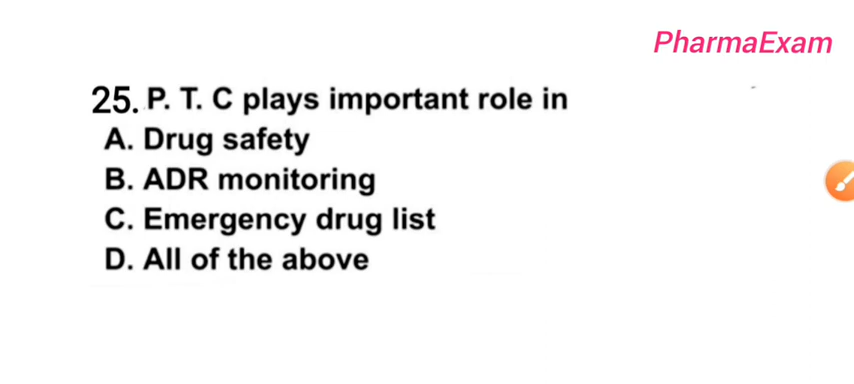 PharmaExam
25. P. T. C plays important role in
A. Drug safety
B. ADR monitoring
C. Emergency drug list
D. All of the above